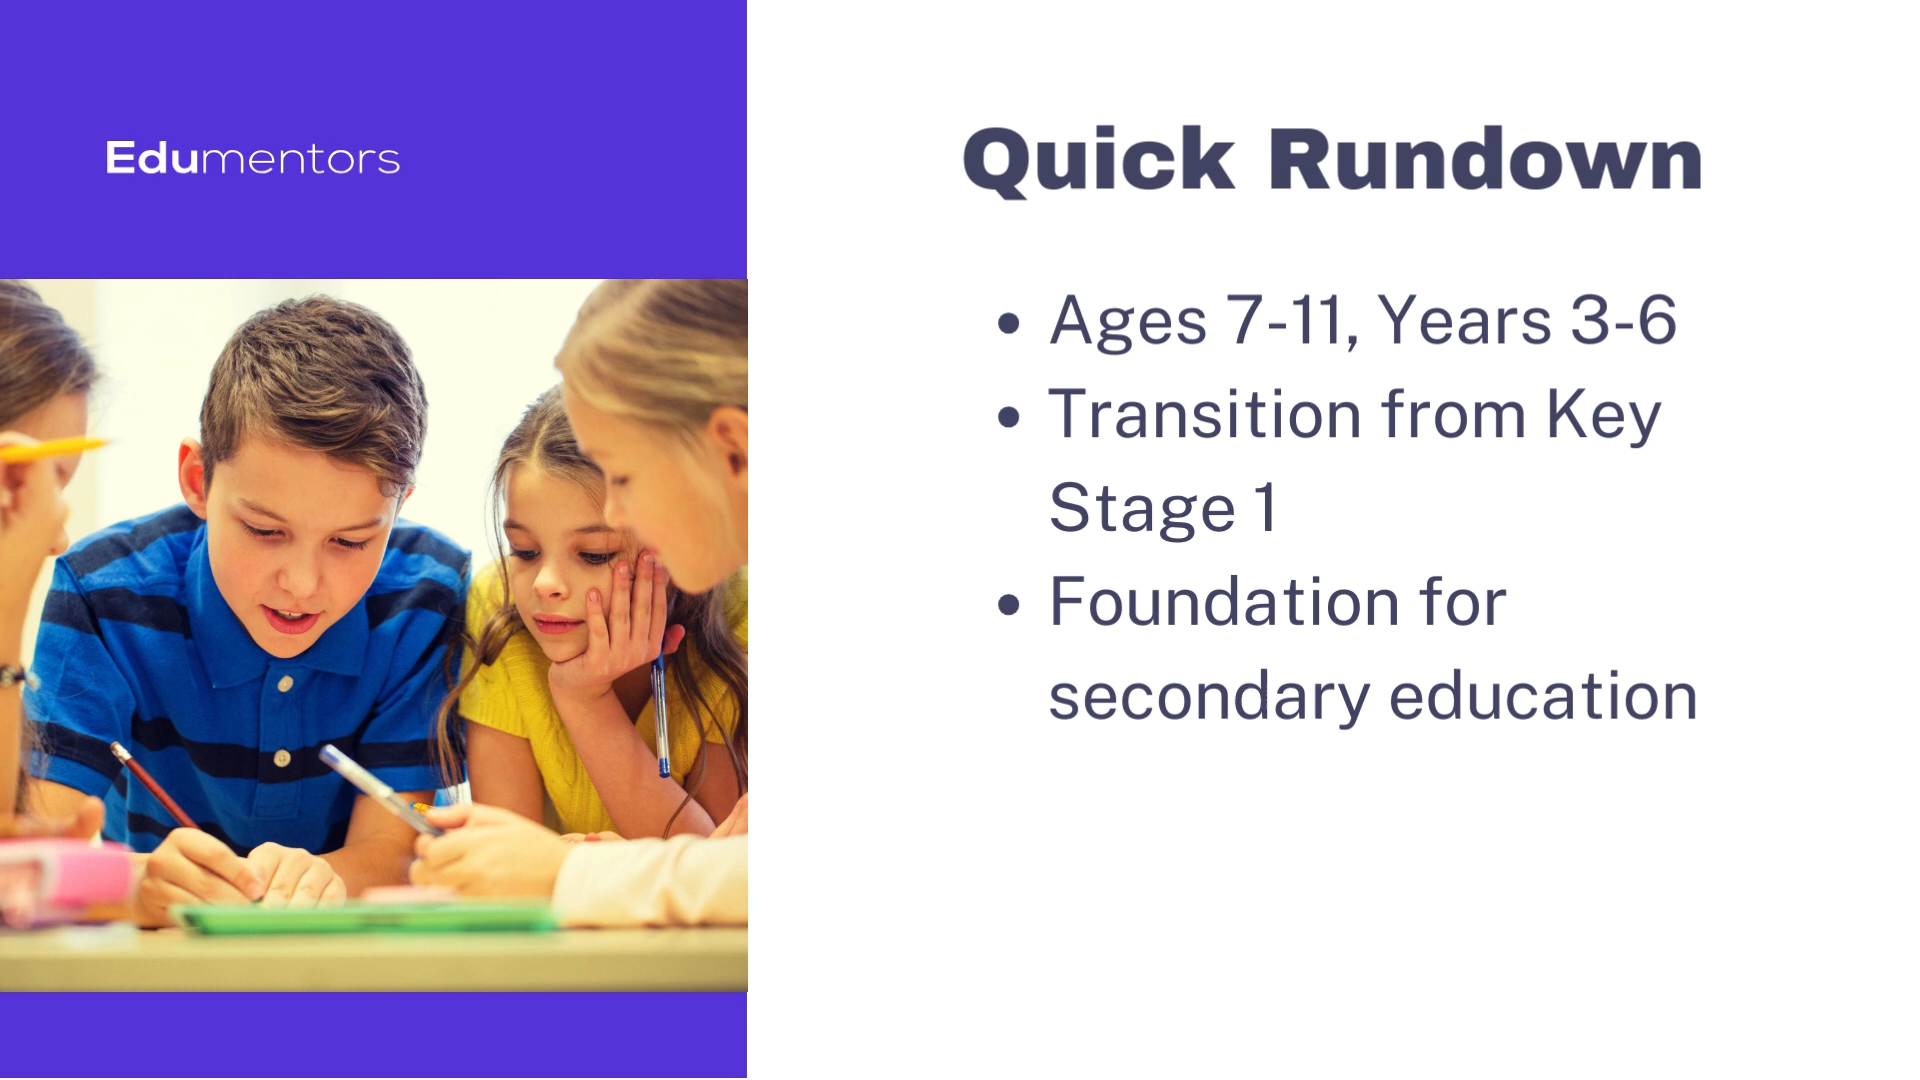 Edumentors
Quick Rundown
• Ages 7-11, Years 3-6
• Transition from Key
Stage 1
• Foundation for
secondary education